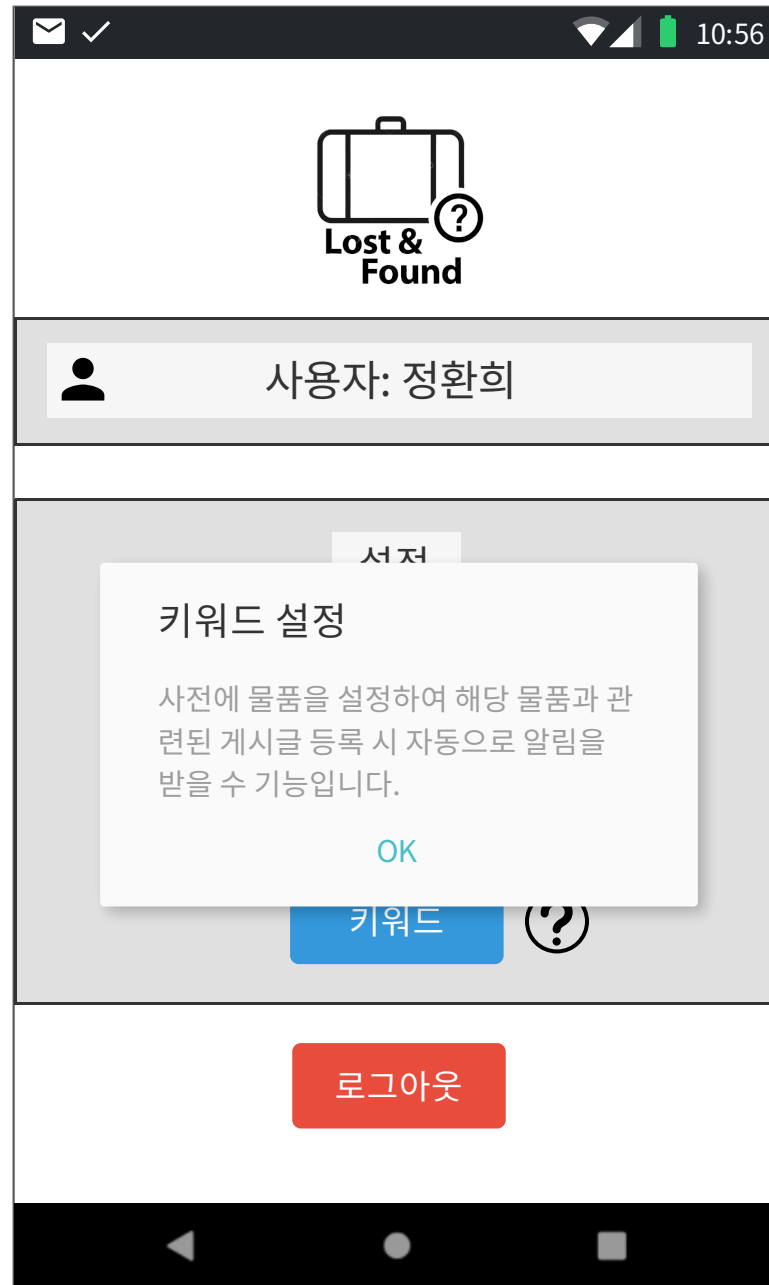 10:56
?
Lost &
Found
사용자: 정환희
설정
키워드 설정
사전에 물품을 설정하여 해당 물품과 관
련된 게시글 등록 시 자동으로 알림을
받을 수 기능입니다.
OK
키워드
?
로그아웃